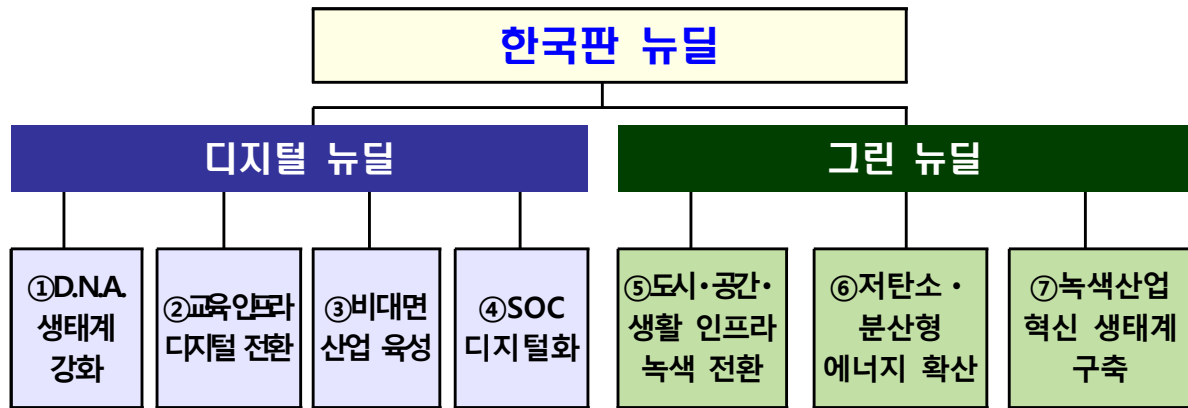 한국판 뉴딜
디지털 뉴딜
그린 뉴딜
①D.N.A.
생태계
강화
②교육인프라
디지털 전환
③비대면
산업 육성
④SOC
디지털화
⑤도시·공간·
생활 인프라
녹색 전환
⑥저탄소·
분산형
에너지 확산
⑦녹색산업
혁신 생태계
구축